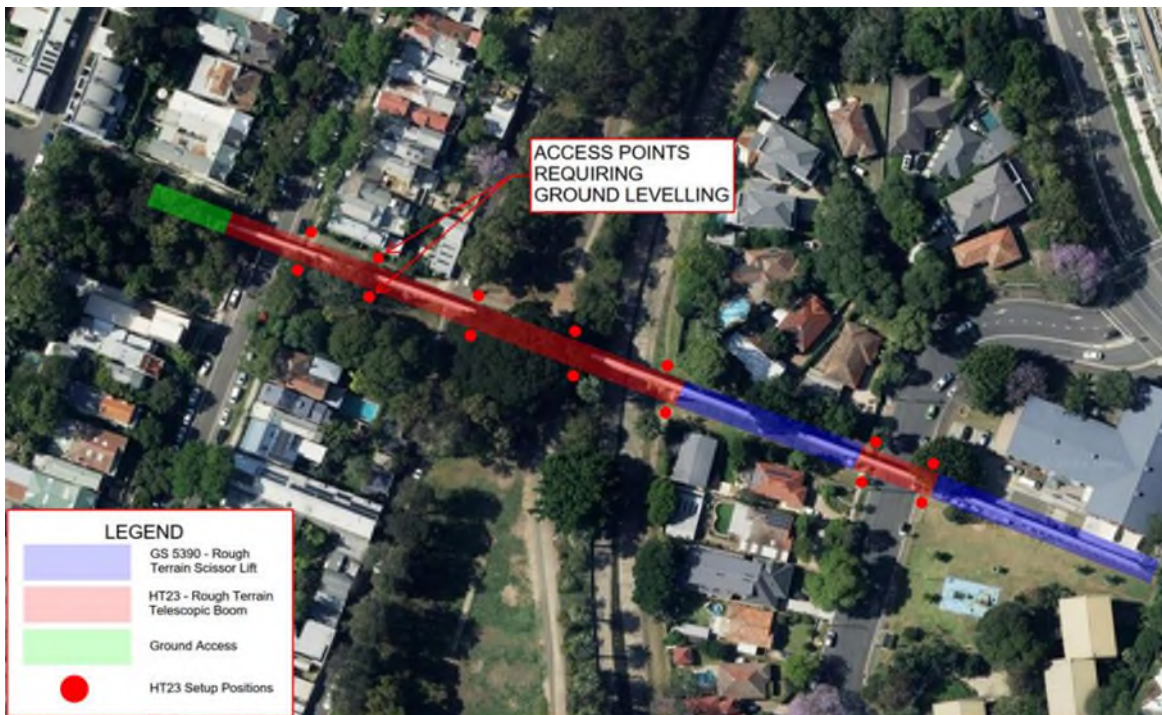 ACCESS POINTS
REQUIRING
GROUND LEVELLING
LEGEND
GS 5390 - Rough
Terrain Scissor Lift
HT23 - Rough Terrain
Telescopic Boom
Ground Access
HT23 Setup Positions